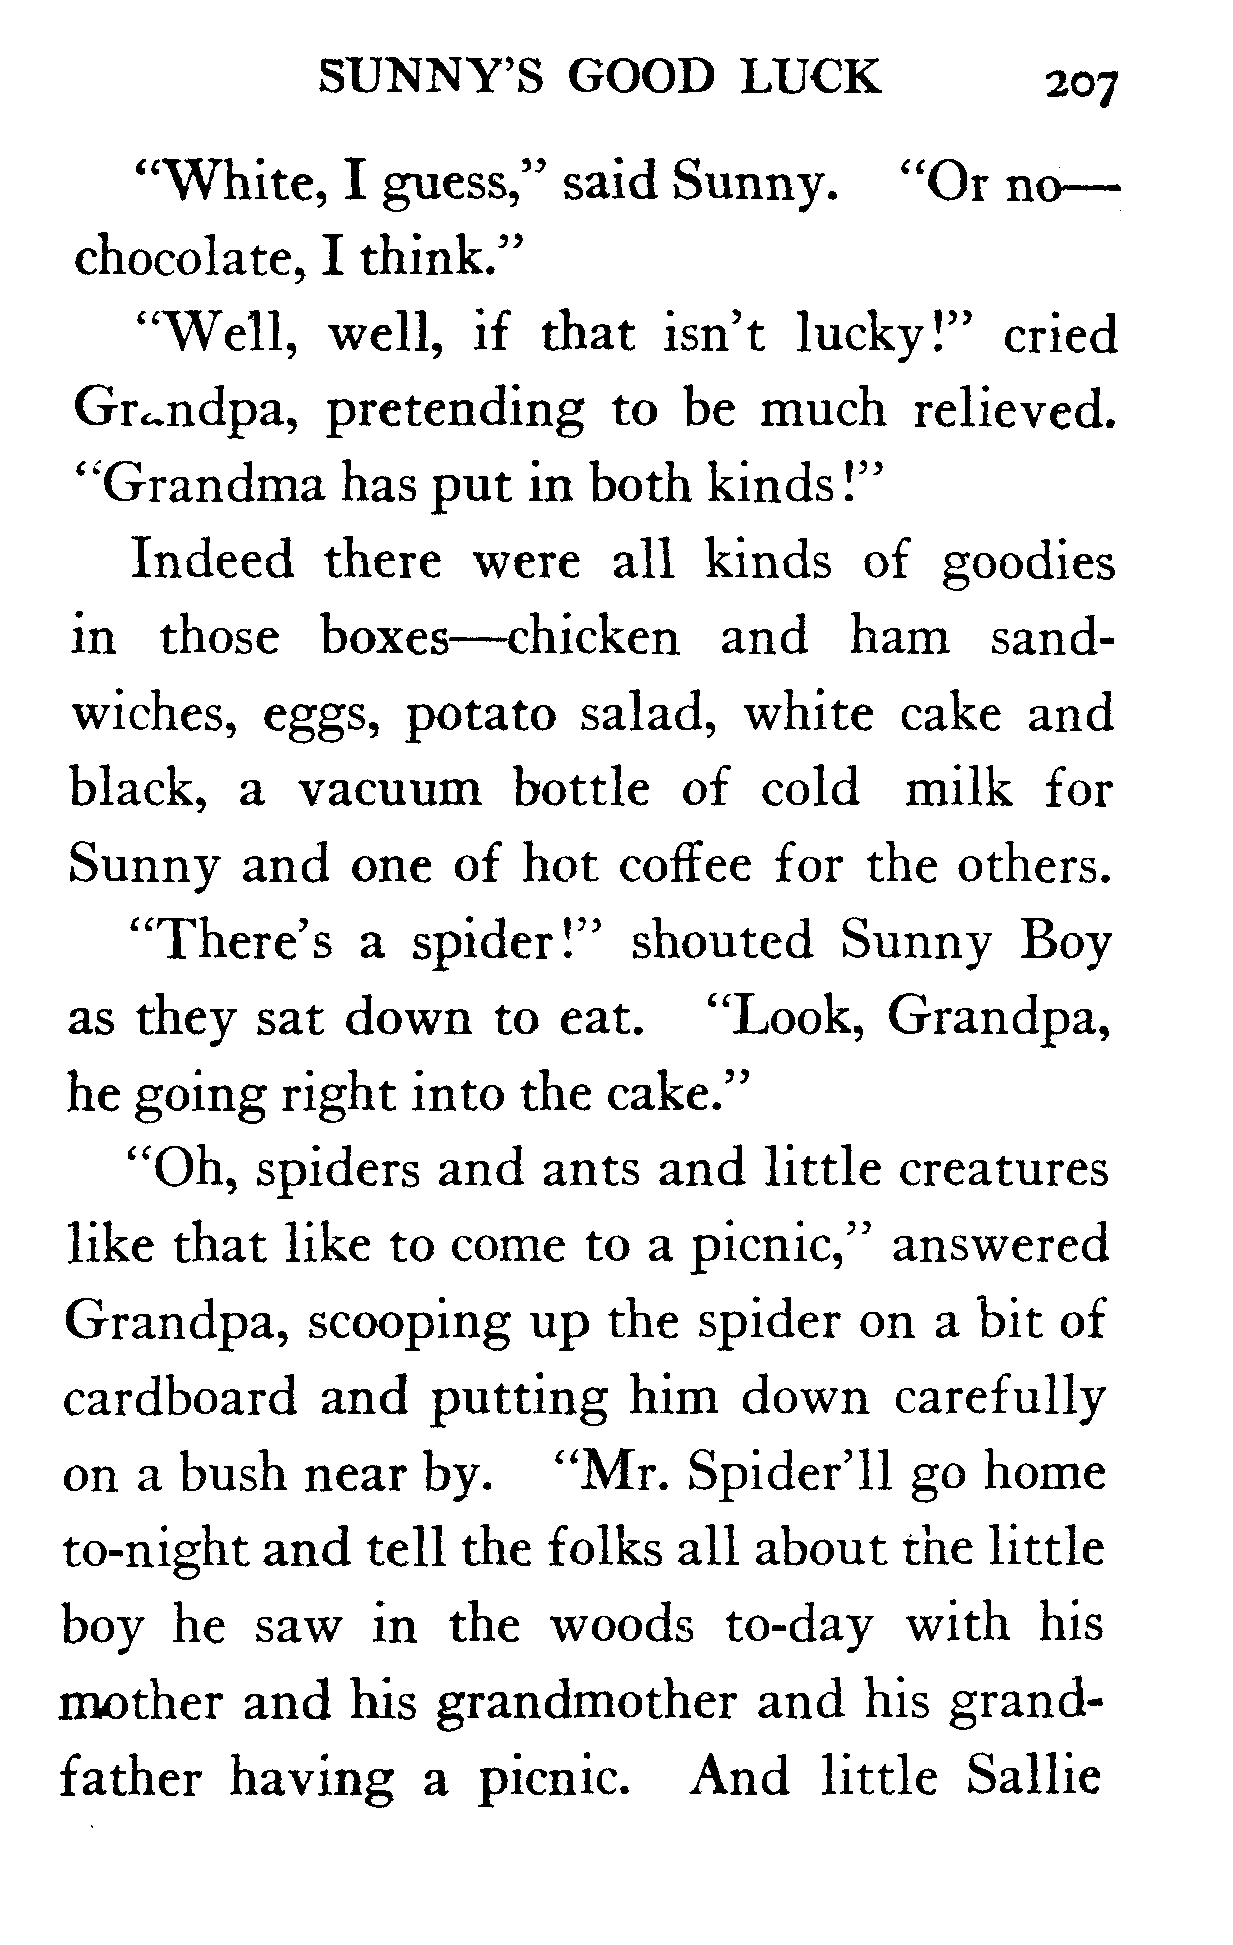 SUNNY'S GOOD LUCK 207
“White, I guess,” said Sunny. “Or no—
chocolate, I think.”
“Well, well, if that isn't lucky!” cried
Grandpa, pretending to be much relieved.
“Grandma has put in both kinds!”
Indeed there were all kinds of goodies
in those boxes—chicken and ham sand-
wiches, eggs, potato salad, white cake and
black, a vacuum bottle of cold milk for
Sunny and one of hot coffee for the others.
“There's a spider!” shouted Sunny Boy
as they sat down to eat. “Look, Grandpa,
he going right into the cake.”
“Oh, spiders and ants and little creatures
like that like to come to a picnic,” answered
Grandpa, scooping up the spider on a bit of
cardboard and putting him down carefully
on a bush near by. “Mr. Spider'll go home
to-night and tell the folks all about the little
boy he saw in the woods to-day with his
mother and his grandmother and his grand-
father having a picnic. And little Sallie